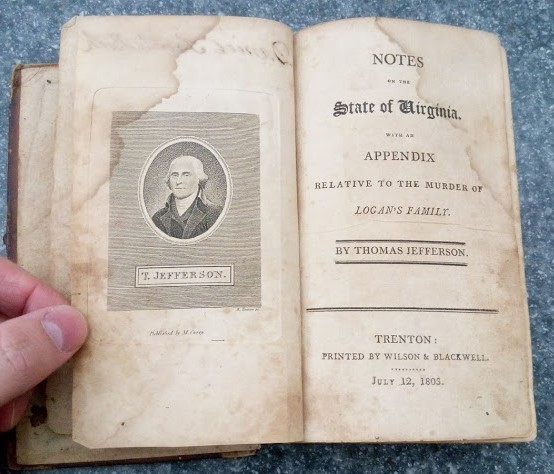 T. JEFFERSON.
Published by M. Carey
NOTES
ON THE
State of Virginia.
WITH AN
APPENDIX
RELATIVE TO THE MURDER OF
LOGAN'S FAMILY.
BY THOMAS JEFFERSON.
TRENTON:
PRINTED BY WILSON & BLACKWELL.
JULY 12, 1803.